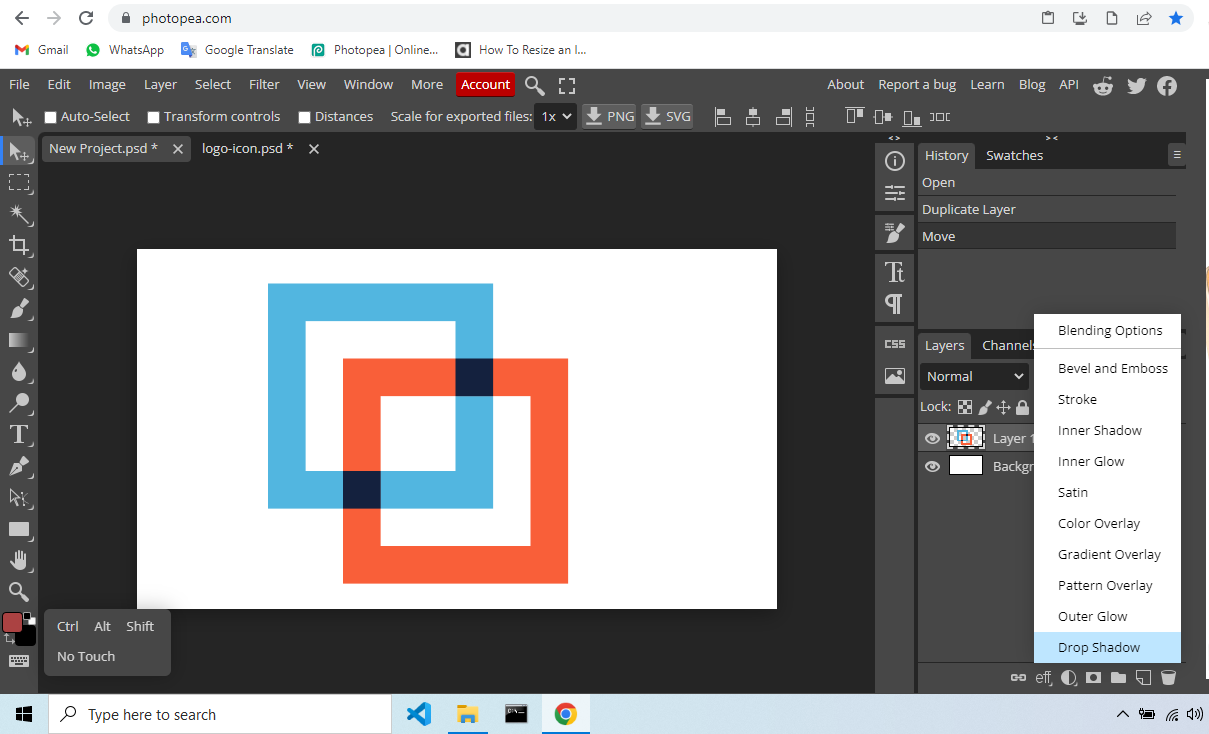 photopea.com
Gmail WhatsApp Google Translate Photopea | Online... How To Resize an I...
File Edit Image Layer Select Filter View Window More Account About Report a bug Learn Blog API
Auto-Select Transform controls Distances Scale for exported files: 1x PNG SVG
New Project.psd * logo-icon.psd *
History Swatches
Open
Duplicate Layer
Move
CSS
Layers Channels
Normal
Lock:
Layer 1
Backgr
Blending Options
Bevel and Emboss
Stroke
Inner Shadow
Inner Glow
Satin
Color Overlay
Gradient Overlay
Pattern Overlay
Outer Glow
Drop Shadow
eff
Ctrl Alt Shift
No Touch
Type here to search